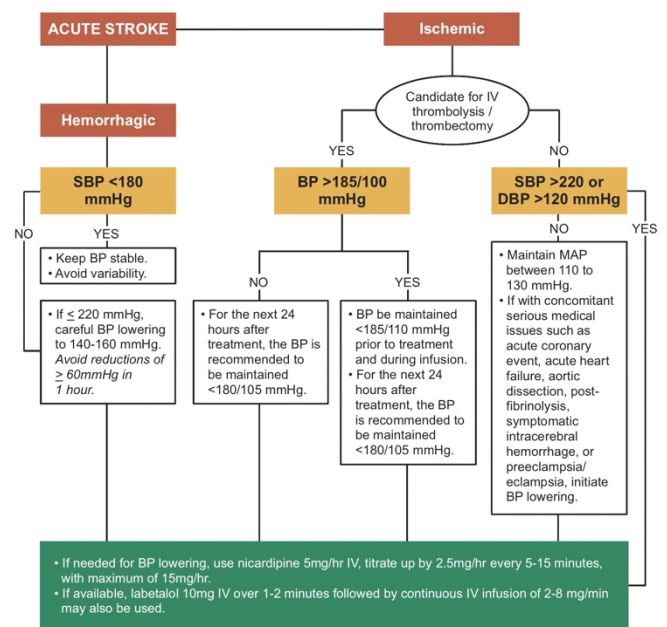 ACUTE STROKE
Ischemic
Candidate for IV
thrombolysis /
thrombectomy
Hemorrhagic
YES
NO
SBP <180
mmHg
BP >185/100
mmHg
SBP >220 or
DBP >120 mmHg
NO
YES
NO
YES
NO
YES
• Keep BP stable.
• Avoid variability.
• If ≤ 220 mmHg,
careful BP lowering
to 140-160 mmHg.
Avoid reductions of
≥ 60mmHg in
1 hour.
• For the next 24
hours after
treatment, the BP is
recommended to
be maintained
<180/105 mmHg.
• BP be maintained
<185/110 mmHg
prior to treatment
and during infusion.
• For the next 24
hours after
treatment, the BP
is recommended to
be maintained
<180/105 mmHg.
• Maintain MAP
between 110 to
130 mmHg.
• If with concomitant
serious medical
issues such as
acute coronary
event, acute heart
failure, aortic
dissection, post-
fibrinolysis,
symptomatic
intracerebral
hemorrhage, or
preeclampsia/
eclampsia, initiate
BP lowering.
• If needed for BP lowering, use nicardipine 5mg/hr IV, titrate up by 2.5mg/hr every 5-15 minutes,
with maximum of 15mg/hr.
• If available, labetalol 10mg IV over 1-2 minutes followed by continuous IV infusion of 2-8 mg/min
may also be used.